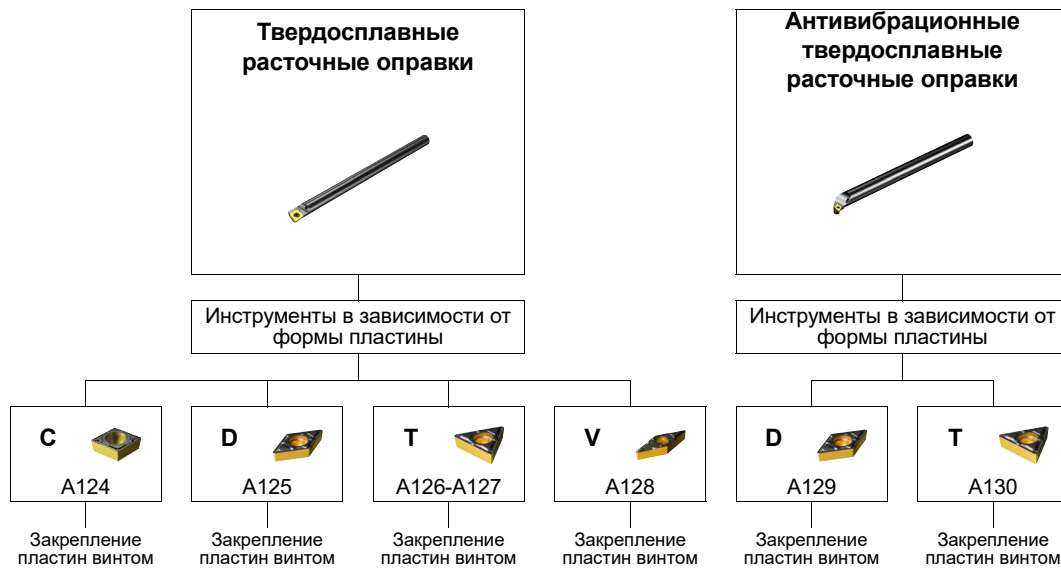 Твердосплавные
расточные оправки
Антивибрационные
твердосплавные
расточные оправки
Инструменты в зависимости от
формы пластины
Инструменты в зависимости от
формы пластины
C
A124
D
A125
T
A126-A127
V
A128
D
A129
T
A130
Закрепление
пластин винтом
Закрепление
пластин винтом
Закрепление
пластин винтом
Закрепление
пластин винтом
Закрепление
пластин винтом
Закрепление
пластин винтом